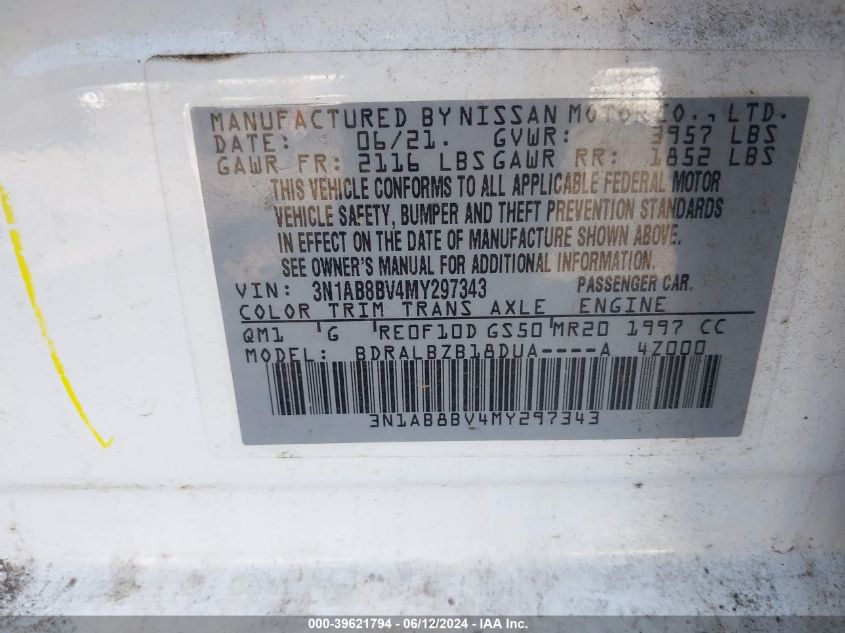 MANUFACTURED BY NISSAN MOTOR CO., LTD.
DATE: 06/21. GVWR: 3957 LBS
GAWR FR: 2116 LBS GAWR RR: 1852 LBS
THIS VEHICLE CONFORMS TO ALL APPLICABLE FEDERAL MOTOR
VEHICLE SAFETY, BUMPER AND THEFT PREVENTION STANDARDS
IN EFFECT ON THE DATE OF MANUFACTURE SHOWN ABOVE.
SEE OWNER'S MANUAL FOR ADDITIONAL INFORMATION.
VIN: 3N1AB8BV4MY297343 PASSENGER CAR.
COLOR TRIM TRANS AXLE ENGINE
QM1 G RE0F10D GS50 MR20 1997 CC
MODEL: BDRALBZB18DUA----A 4Z000
3N1AB8BV4MY297343
000-39621794 - 06/12/2024 - IAA, Inc.